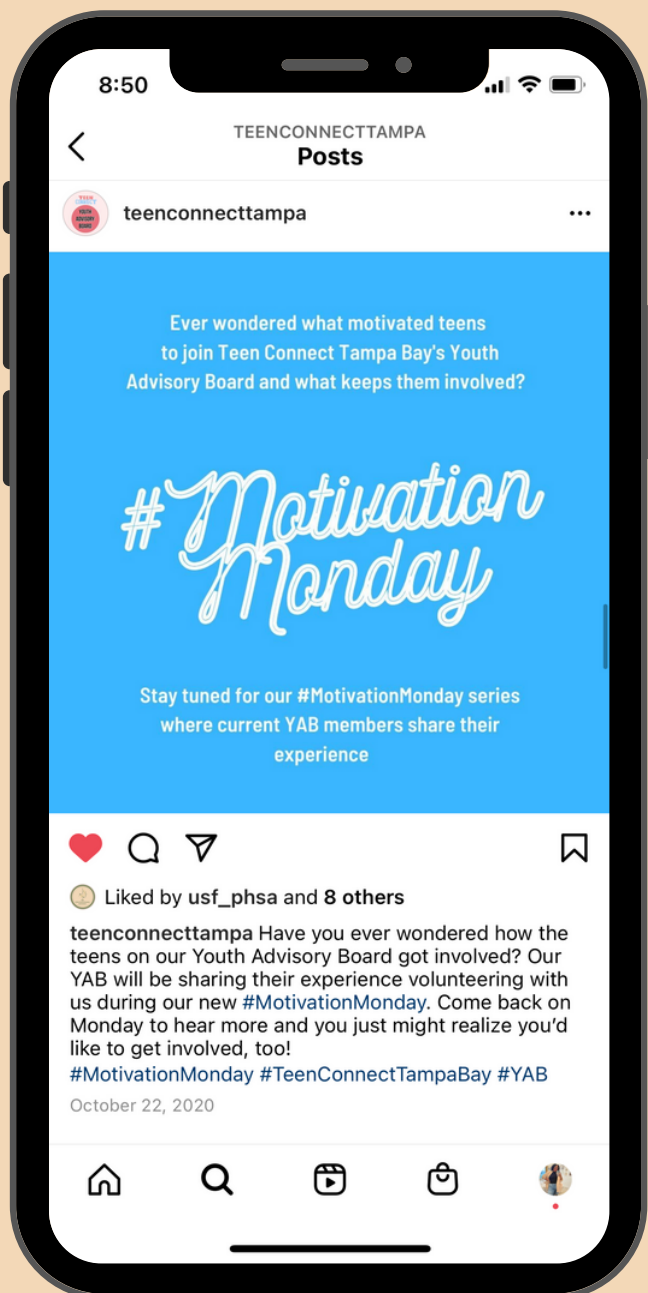 8:50
TEENCONNECTTAMPA
Posts
TEEN
CONNECT
YOUTH
ADVISORY
BOARD
teenconnecttampa
Ever wondered what motivated teens
to join Teen Connect Tampa Bay's Youth
Advisory Board and what keeps them involved?
#Motivation
Monday
Stay tuned for our #MotivationMonday series
where current YAB members share their
experience
Liked by usf_phsa and 8 others
teenconnecttampa Have you ever wondered how the
teens on our Youth Advisory Board got involved? Our
YAB will be sharing their experience volunteering with
us during our new #MotivationMonday. Come back on
Monday to hear more and you just might realize you'd
like to get involved, too!
#MotivationMonday #TeenConnectTampaBay #YAB
October 22, 2020